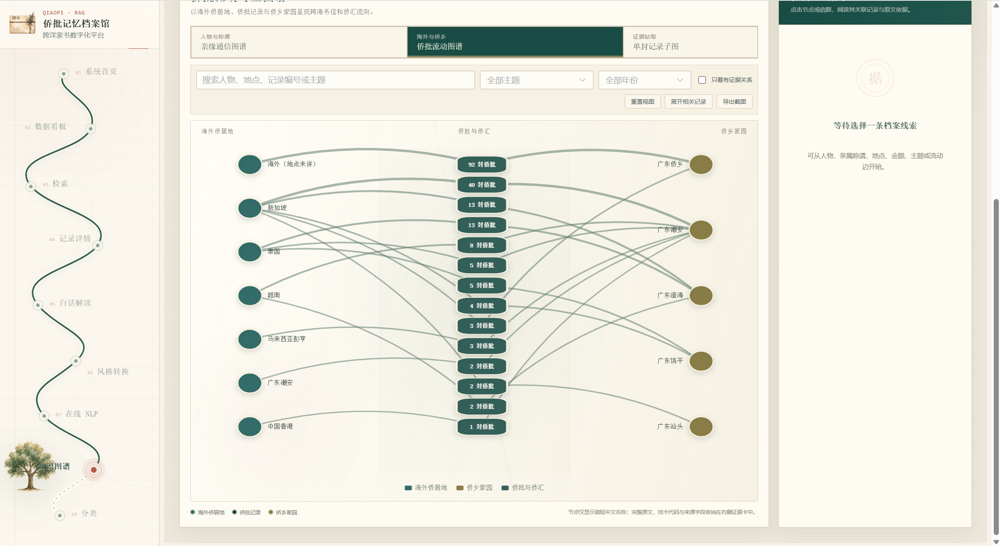 QIAOPI · RAG
侨批记忆档案馆
跨洋家书数字化平台
01 系统首页
02 数据看板
03 检索
04 记录详情
05 白话解读
06 风格转换
07 在线 NLP
知识图谱
09 分类
以海外侨居地、侨批记录与侨乡家园呈现跨海书信和侨汇流向。
人物与称谓
亲缘通信图谱
海外与侨乡
侨批流动图谱
证据钻取
单封记录子图
搜索人物、地点、记录编号或主题
全部主题
全部年份
只看有证据关系
重置视图
展开相关记录
导出截图
海外侨居地
侨批与侨汇
侨乡家园
海外（地点未详）
新加坡
泰国
越南
马来西亚彭亨
广东潮安
中国香港
92 封侨批
40 封侨批
13 封侨批
13 封侨批
8 封侨批
5 封侨批
5 封侨批
4 封侨批
3 封侨批
3 封侨批
2 封侨批
2 封侨批
2 封侨批
1 封侨批
广东侨乡
广东潮安
广东澄海
广东饶平
广东汕头
海外侨居地
侨乡家园
侨批与侨汇
海外侨居地
侨批记录
侨乡家园
节点仅显示简短中文名称；完整原文、技术代码与来源字段收纳在右侧证据卡中。
点击节点或信路，阅读其关联记录与原文依据。
据
等待选择一条档案线索
可从人物、亲属称谓、地点、金额、主题或流动
边开始。